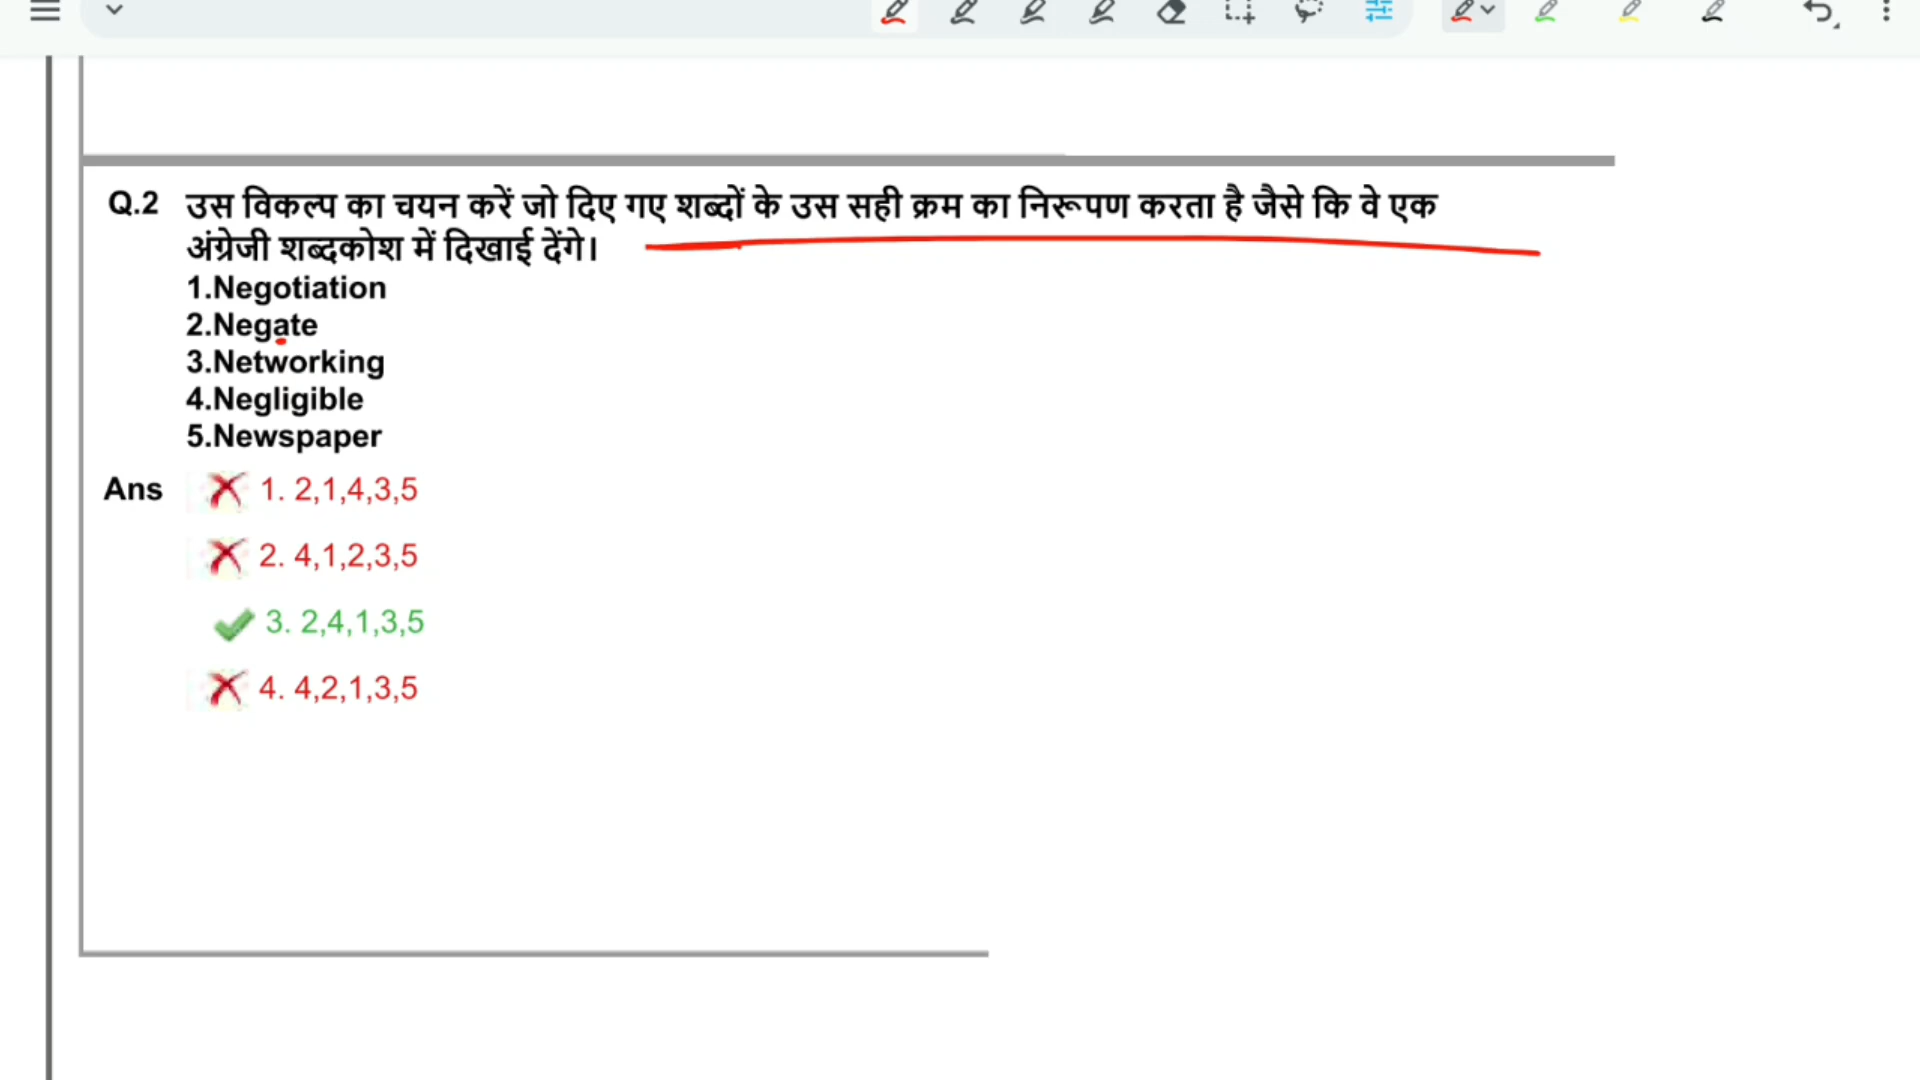 Q.2 उस विकल्प का चयन करें जो दिए गए शब्दों के उस सही क्रम का निरूपण करता है जैसे कि वे एक
अंग्रेजी शब्दकोश में दिखाई देंगे।
1.Negotiation
2.Negate
3.Networking
4.Negligible
5.Newspaper
Ans 1. 2,1,4,3,5
2. 4,1,2,3,5
3. 2,4,1,3,5
4. 4,2,1,3,5